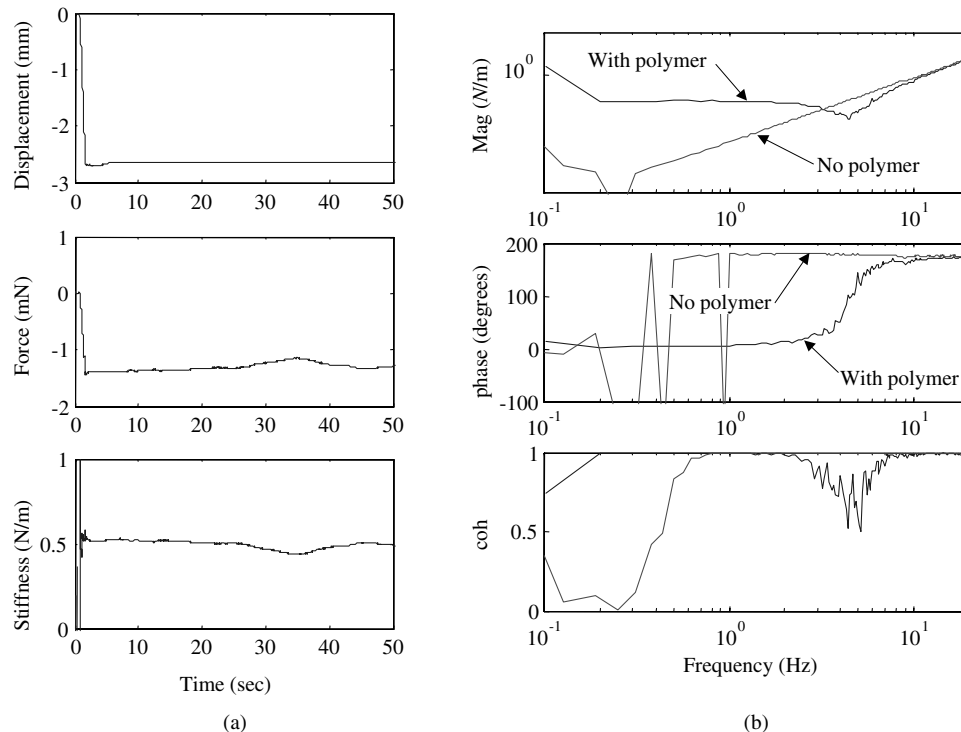 0
-1
-2
-3
Displacement (mm)
0 10 20 30 40 50
1
0
-1
-2
Force (mN)
0 10 20 30 40 50
1
0.5
0
Stiffness (N/m)
0 10 20 30 40 50
Time (sec)
(a)
With polymer
10^0
Mag (N/m)
No polymer
10^-1 10^0 10^1
200
100
0
-100
phase (degrees)
No polymer
With polymer
10^-1 10^0 10^1
1
0.5
0
coh
10^-1 10^0 10^1
Frequency (Hz)
(b)